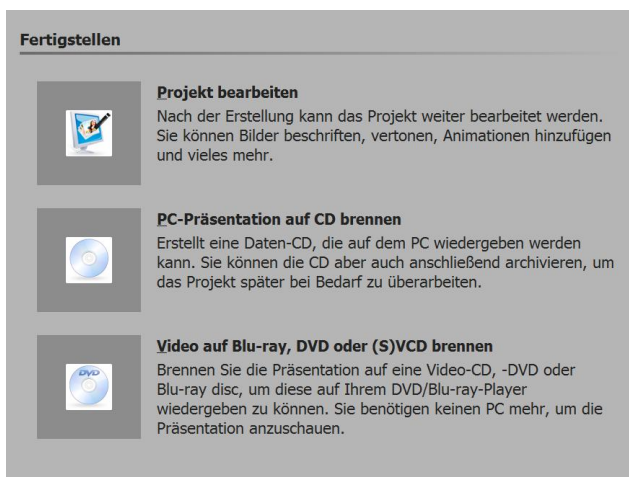 Fertigstellen
Projekt bearbeiten
Nach der Erstellung kann das Projekt weiter bearbeitet werden.
Sie können Bilder beschriften, vertonen, Animationen hinzufügen
und vieles mehr.
PC-Präsentation auf CD brennen
Erstellt eine Daten-CD, die auf dem PC wiedergeben werden
kann. Sie können die CD aber auch anschließend archivieren, um
das Projekt später bei Bedarf zu überarbeiten.
DVD
Video auf Blu-ray, DVD oder (S)VCD brennen
Brennen Sie die Präsentation auf eine Video-CD, -DVD oder
Blu-ray disc, um diese auf Ihrem DVD/Blu-ray-Player
wiedergeben zu können. Sie benötigen keinen PC mehr, um die
Präsentation anzuschauen.